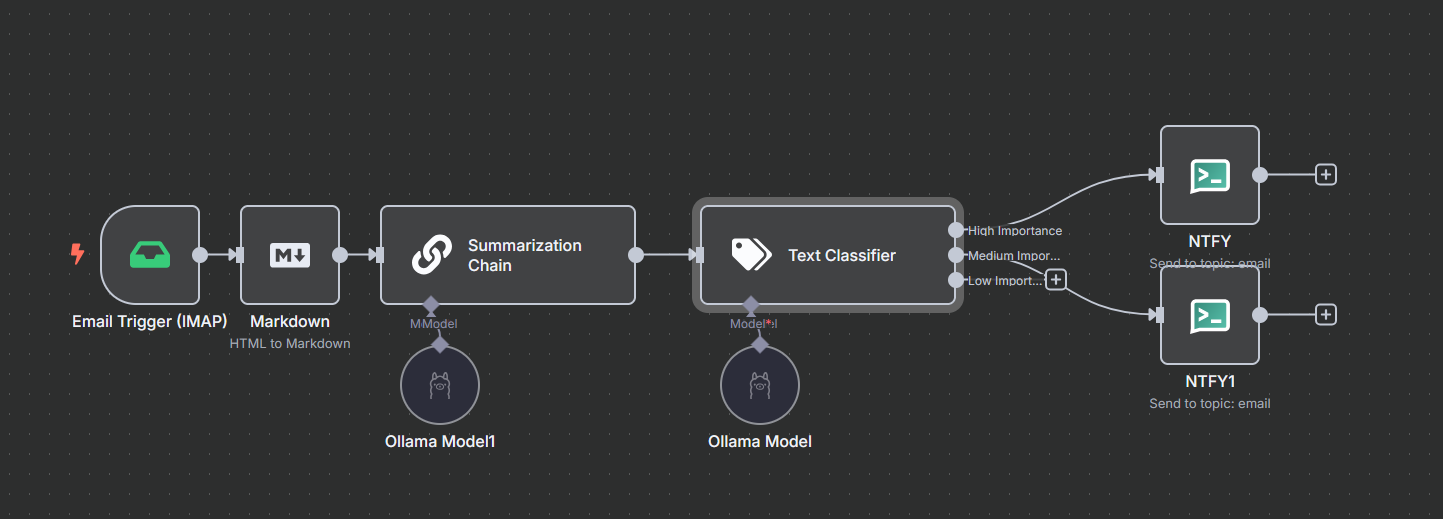 Email Trigger (IMAP)
M
Markdown
HTML to Markdown
Summarization
Chain
Model
Ollama Model1
Text Classifier
Model*
Ollama Model
High Importance
Medium Impor...
Low Import...
>_
NTFY
Send to topic: email
>_
NTFY1
Send to topic: email